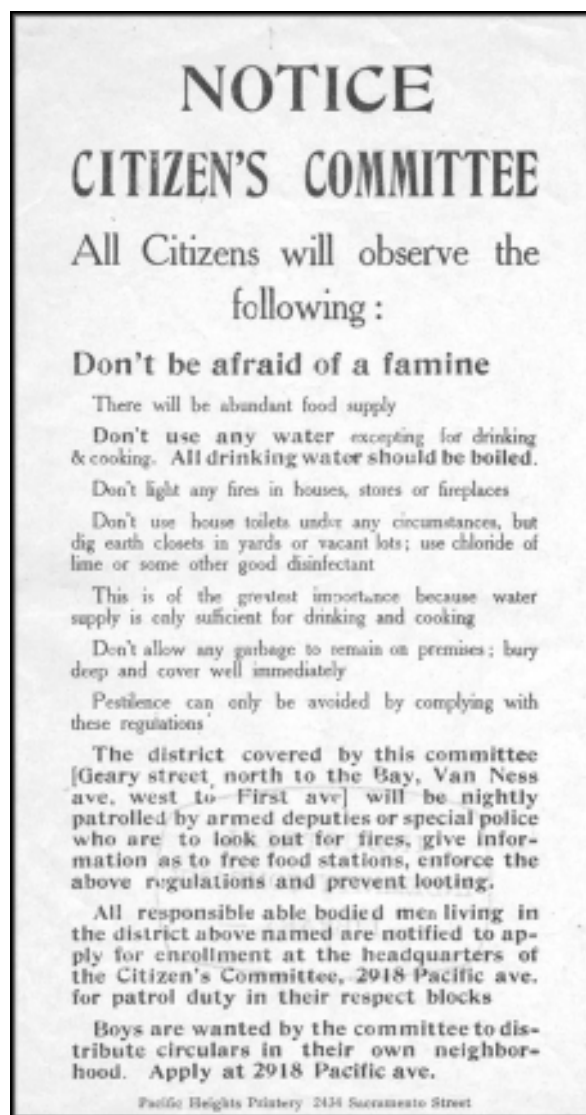 NOTICE
CITIZEN'S COMMITTEE
All Citizens will observe the
following :
Don't be afraid of a famine
There will be abundant food supply
Don't use any water excepting for drinking
& cooking. All drinking water should be boiled.
Don't light any fires in houses, stores or fireplaces
Don't use house toilets under any circumstances, but
dig earth closets in yards or vacant lots; use chloride of
lime or some other good disinfectant
This is of the greatest importance because water
supply is only sufficient for drinking and cooking
Don't allow any garbage to remain on premises; bury
deep and cover well immediately
Pestilence can only be avoided by complying with
these regulations
The district covered by this committee
[Geary street north to the Bay, Van Ness
ave. west to First ave] will be nightly
patrolled by armed deputies or special police
who are to look out for fires, give infor-
mation as to free food stations, enforce the
above regulations and prevent looting.
All responsible able bodied men living in
the district above named are notified to ap-
ply for enrollment at the headquarters of
the Citizen's Committee, 2918 Pacific ave.
for patrol duty in their respect blocks
Boys are wanted by the committee to dis-
tribute circulars in their own neighbor-
hood. Apply at 2918 Pacific ave.
Pacific Heights Printery 2434 Sacramento Street